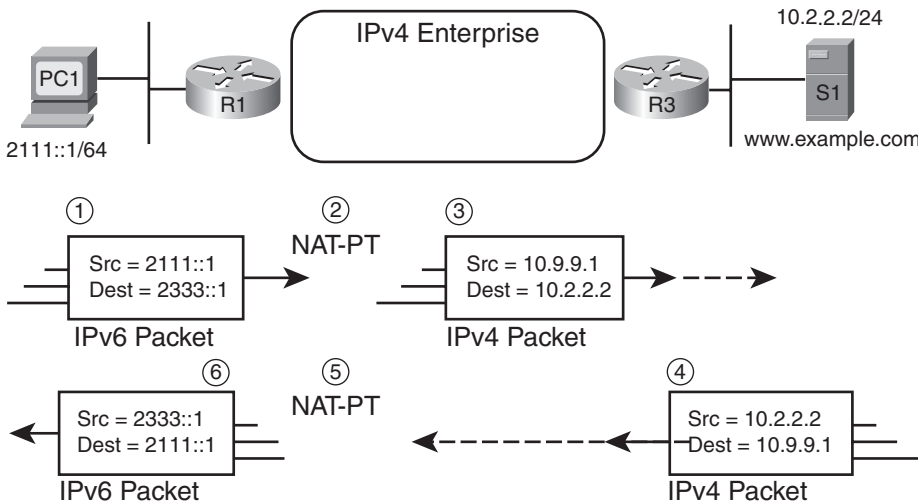 IPv4 Enterprise
10.2.2.2/24
PC1
R1
R3
S1
2111::1/64
www.example.com
1
2
3
NAT-PT
Src = 2111::1
Dest = 2333::1
Src = 10.9.9.1
Dest = 10.2.2.2
IPv6 Packet
IPv4 Packet
6
5
4
NAT-PT
Src = 2333::1
Dest = 2111::1
Src = 10.2.2.2
Dest = 10.9.9.1
IPv6 Packet
IPv4 Packet